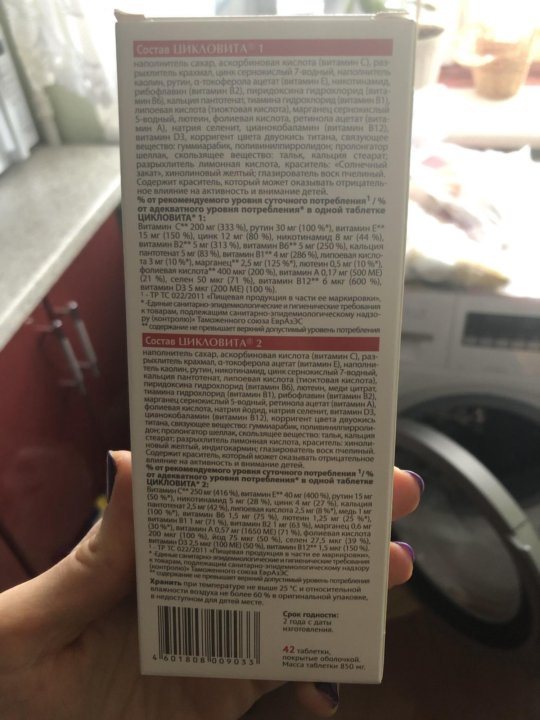 Состав ЦИКЛОВИТА® 1
наполнитель сахар, аскорбиновая кислота (витамин С), раз-
рыхлитель крахмал, цинк сернокислый 7-водный, наполнитель
каолин, рутин, α-токоферола ацетат (витамин Е), никотинамид,
рибофлавин (витамин В2), пиридоксина гидрохлорид (вита-
мин В6), кальция пантотенат, тиамина гидрохлорид (витамин В1),
липоевая кислота (тиоктовая кислота), марганец сернокислый
5-водный, лютеин, фолиевая кислота, ретинола ацетат (вита-
мин А), натрия селенит, цианокобаламин (витамин В12),
витамин D3, корригент цвета двуокись титана, связывающее
вещество: гуммиарабик, поливинилпирролидон; пролонгатор
шеллак, скользящее вещество: тальк, кальция стеарат;
разрыхлитель лимонная кислота, краситель: «Солнечный
закат», хинолиновый желтый; глазирователь воск пчелиный.
Содержит краситель, который может оказывать отрицатель-
ное влияние на активность и внимание детей.
% от рекомендуемого уровня суточного потребления¹ / %
от адекватного уровня потребления* в одной таблетке
ЦИКЛОВИТА® 1:
Витамин С** 200 мг (333 %), рутин 30 мг (100 %*), витамин Е**
15 мг (150 %), цинк 12 мг (80 %), никотинамид 8 мг (44 %),
витамин В2** 5 мг (313 %), витамин В6** 5 мг (250 %), кальция
пантотенат 5 мг (83 %), витамин В1** 4 мг (286 %), липоевая кисло-
та 3 мг (10 %*), марганец** 2,5 мг (125 %*), лютеин 0,5 мг (10 %*),
фолиевая кислота** 400 мкг (200 %), витамин А 0,17 мг (500 МЕ)
(21 %), селен 50 мкг (71 %), витамин В12** 6 мкг (600 %),
витамин D3 5 мкг (200 МЕ) (100 %).
¹ - ТР ТС 022/2011 «Пищевая продукция в части ее маркировки»,
* -Единые санитарно-эпидемиологические и гигиенические требования
к товарам, подлежащим санитарно-эпидемиологическому надзо-
ру (контролю)» Таможенного союза ЕврАзЭС
** содержание не превышает верхний допустимый уровень потребления
Состав ЦИКЛОВИТА® 2
наполнитель сахар, аскорбиновая кислота (витамин С), раз-
рыхлитель крахмал, α-токоферола ацетат (витамин Е), наполни-
тель каолин, рутин, никотинамид, цинк сернокислый 7-водный,
кальция пантотенат, липоевая кислота (тиоктовая кислота),
пиридоксина гидрохлорид (витамин В6), лютеин, меди цитрат,
тиамина гидрохлорид (витамин В1), рибофлавин (витамин В2),
марганец сернокислый 5-водный, ретинола ацетат (витамин А),
фолиевая кислота, натрия йодид, натрия селенит, витамин D3,
цианокобаламин (витамин В12), корригент цвета двуокись
титана, связывающее вещество: гуммиарабик, поливинилпирроли-
дон; пролонгатор шеллак, скользящее вещество: тальк, кальция
стеарат; разрыхлитель лимонная кислота, краситель: хиноли-
новый желтый, индигокармин; глазирователь воск пчелиный.
Содержит краситель, который может оказывать отрицательное
влияние на активность и внимание детей.
% от рекомендуемого уровня суточного потребления ¹/ %
от адекватного уровня потребления* в одной таблетке
ЦИКЛОВИТА® 2:
Витамин С** 250 мг (416 %), витамин Е** 40 мг (400 %), рутин 15 мг
(50 %*), никотинамид 5 мг (28 %), цинк 4 мг (27 %), кальция
пантотенат 2,5 мг (42 %), липоевая кислота 2,5 мг (8 %*), медь 1 мг
(100 %*), витамин В6 1,5 мг (75 %), лютеин 1,25 мг (25 %*),
витамин В1 1 мг (71 %), витамин В2 1 мг (63 %), марганец 0,6 мг
(30 %*), витамин А 0,57 мг (1650 МЕ) (71 %), фолиевая кислота
200 мкг (100 %), йод 75 мкг (50 %), селен 27,5 мкг (39 %),
витамин D3 2,5 мкг (100 МЕ) (50 %), витамин В12** 1,5 мкг (150 %).
¹ - ТР ТС 022/2011 «Пищевая продукция в части ее маркировки»,
* -Единые санитарно-эпидемиологические и гигиенические требования
к товарам, подлежащим санитарно-эпидемиологическому надзору
(контролю)» Таможенного союза ЕврАзЭС
** содержание не превышает верхний допустимый уровень потребления
Хранить при температуре не выше 25 °С и относительной
влажности воздуха не более 60 % в оригинальной упаковке,
в недоступном для детей месте.
Срок годности:
2 года с даты
изготовления.
42 таблетки,
покрытые оболочкой.
Масса таблетки 850 мг.
4 601808 009035